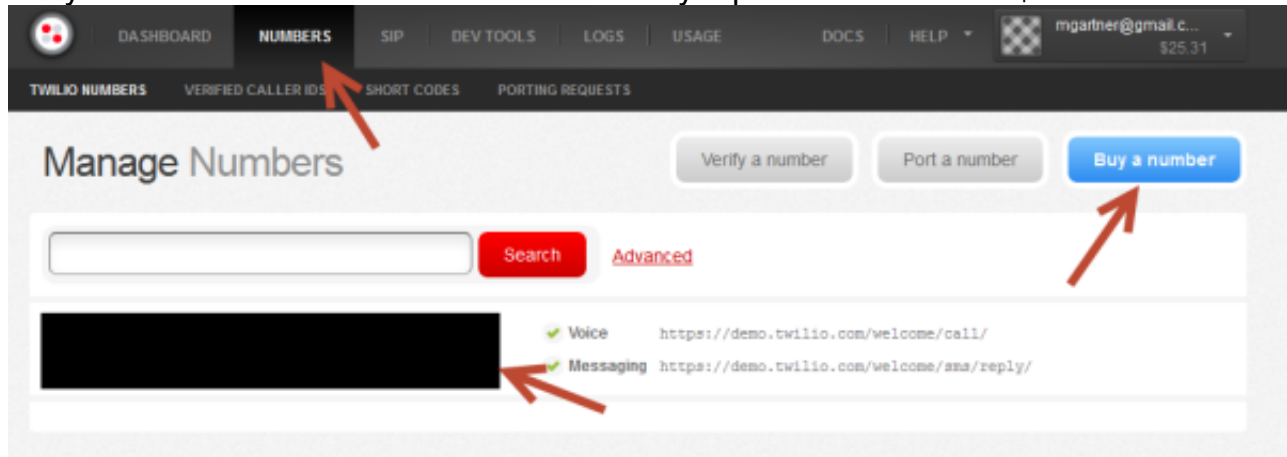 DASHBOARD NUMBERS SIP DEV TOOLS LOGS USAGE DOCS HELP mgartner@gmail.c...
$25.31
TWILIO NUMBERS VERIFIED CALLER IDS SHORT CODES PORTING REQUESTS
Manage Numbers Verify a number Port a number Buy a number
Search Advanced
Voice https://demo.twilio.com/welcome/call/
Messaging https://demo.twilio.com/welcome/sms/reply/